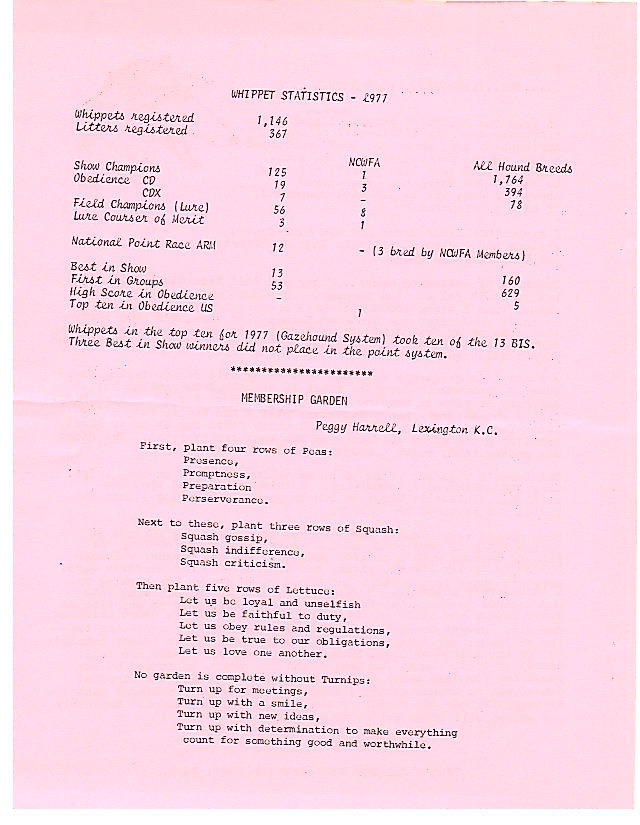 WHIPPET STATISTICS - 1977
Whippets registered 1,146
Litters registered 367
NCWFA All Hound Breeds
Show Champions 125 1 1,764
Obedience CD 19 3 394
CDX 7 - 78
Field Champions (Lure) 56 8
Lure Courser of Merit 3 1
National Point Race ARM 12 - (3 bred by NCWFA Members)
Best in Show 13 160
First in Groups 53 629
High Score in Obedience - 5
Top ten in Obedience US 1
Whippets in the top ten for 1977 (Gazehound System) took ten of the 13 BIS.
Three Best in Show winners did not place in the point system.
***********************
MEMBERSHIP GARDEN
Peggy Harrell, Lexington K.C.
First, plant four rows of Peas:
Presence,
Promptness,
Preparation
Perserverance.
Next to these, plant three rows of Squash:
Squash gossip,
Squash indifference,
Squash criticism.
Then plant five rows of Lettuce:
Let us be loyal and unselfish
Let us be faithful to duty,
Let us obey rules and regulations,
Let us be true to our obligations,
Let us love one another.
No garden is complete without Turnips:
Turn up for meetings,
Turn up with a smile,
Turn up with new ideas,
Turn up with determination to make everything
count for something good and worthwhile.